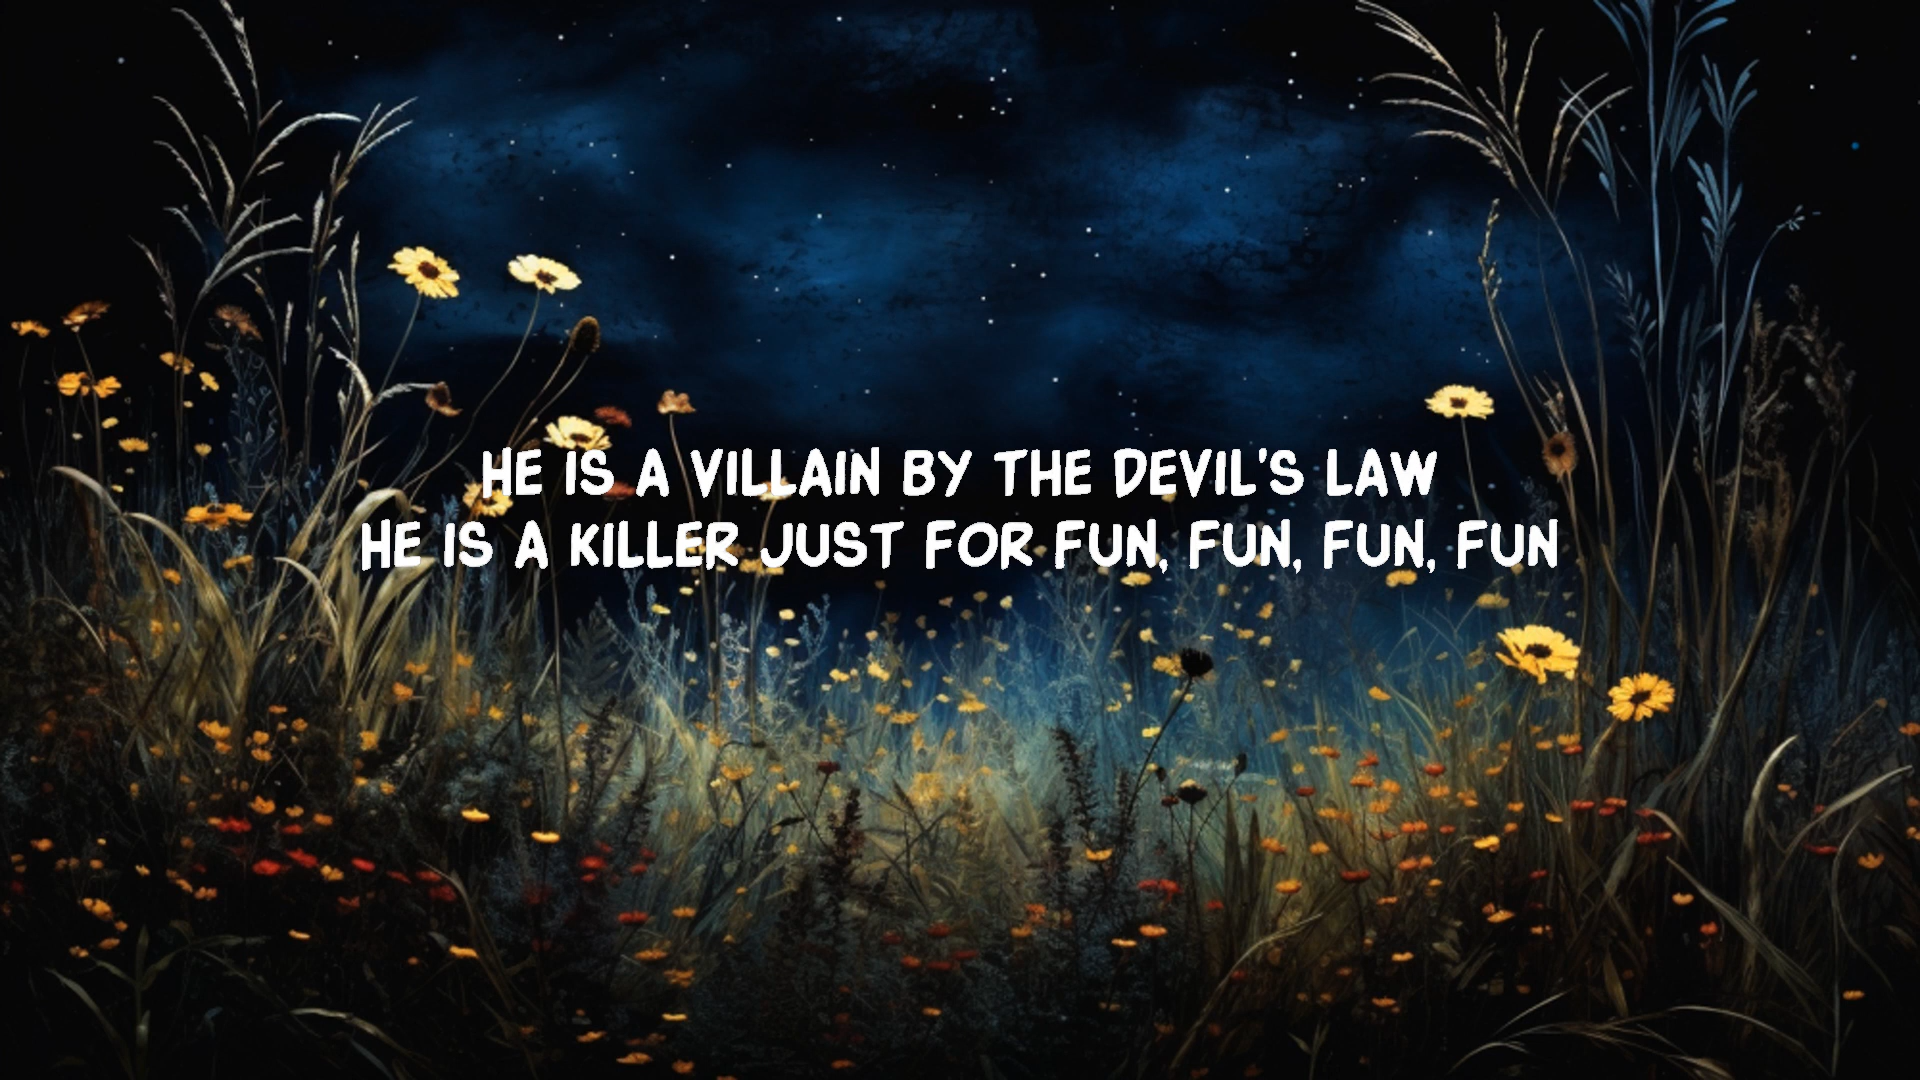 HE IS A VILLAIN BY THE DEVIL'S LAW
HE IS A KILLER JUST FOR FUN, FUN, FUN, FUN